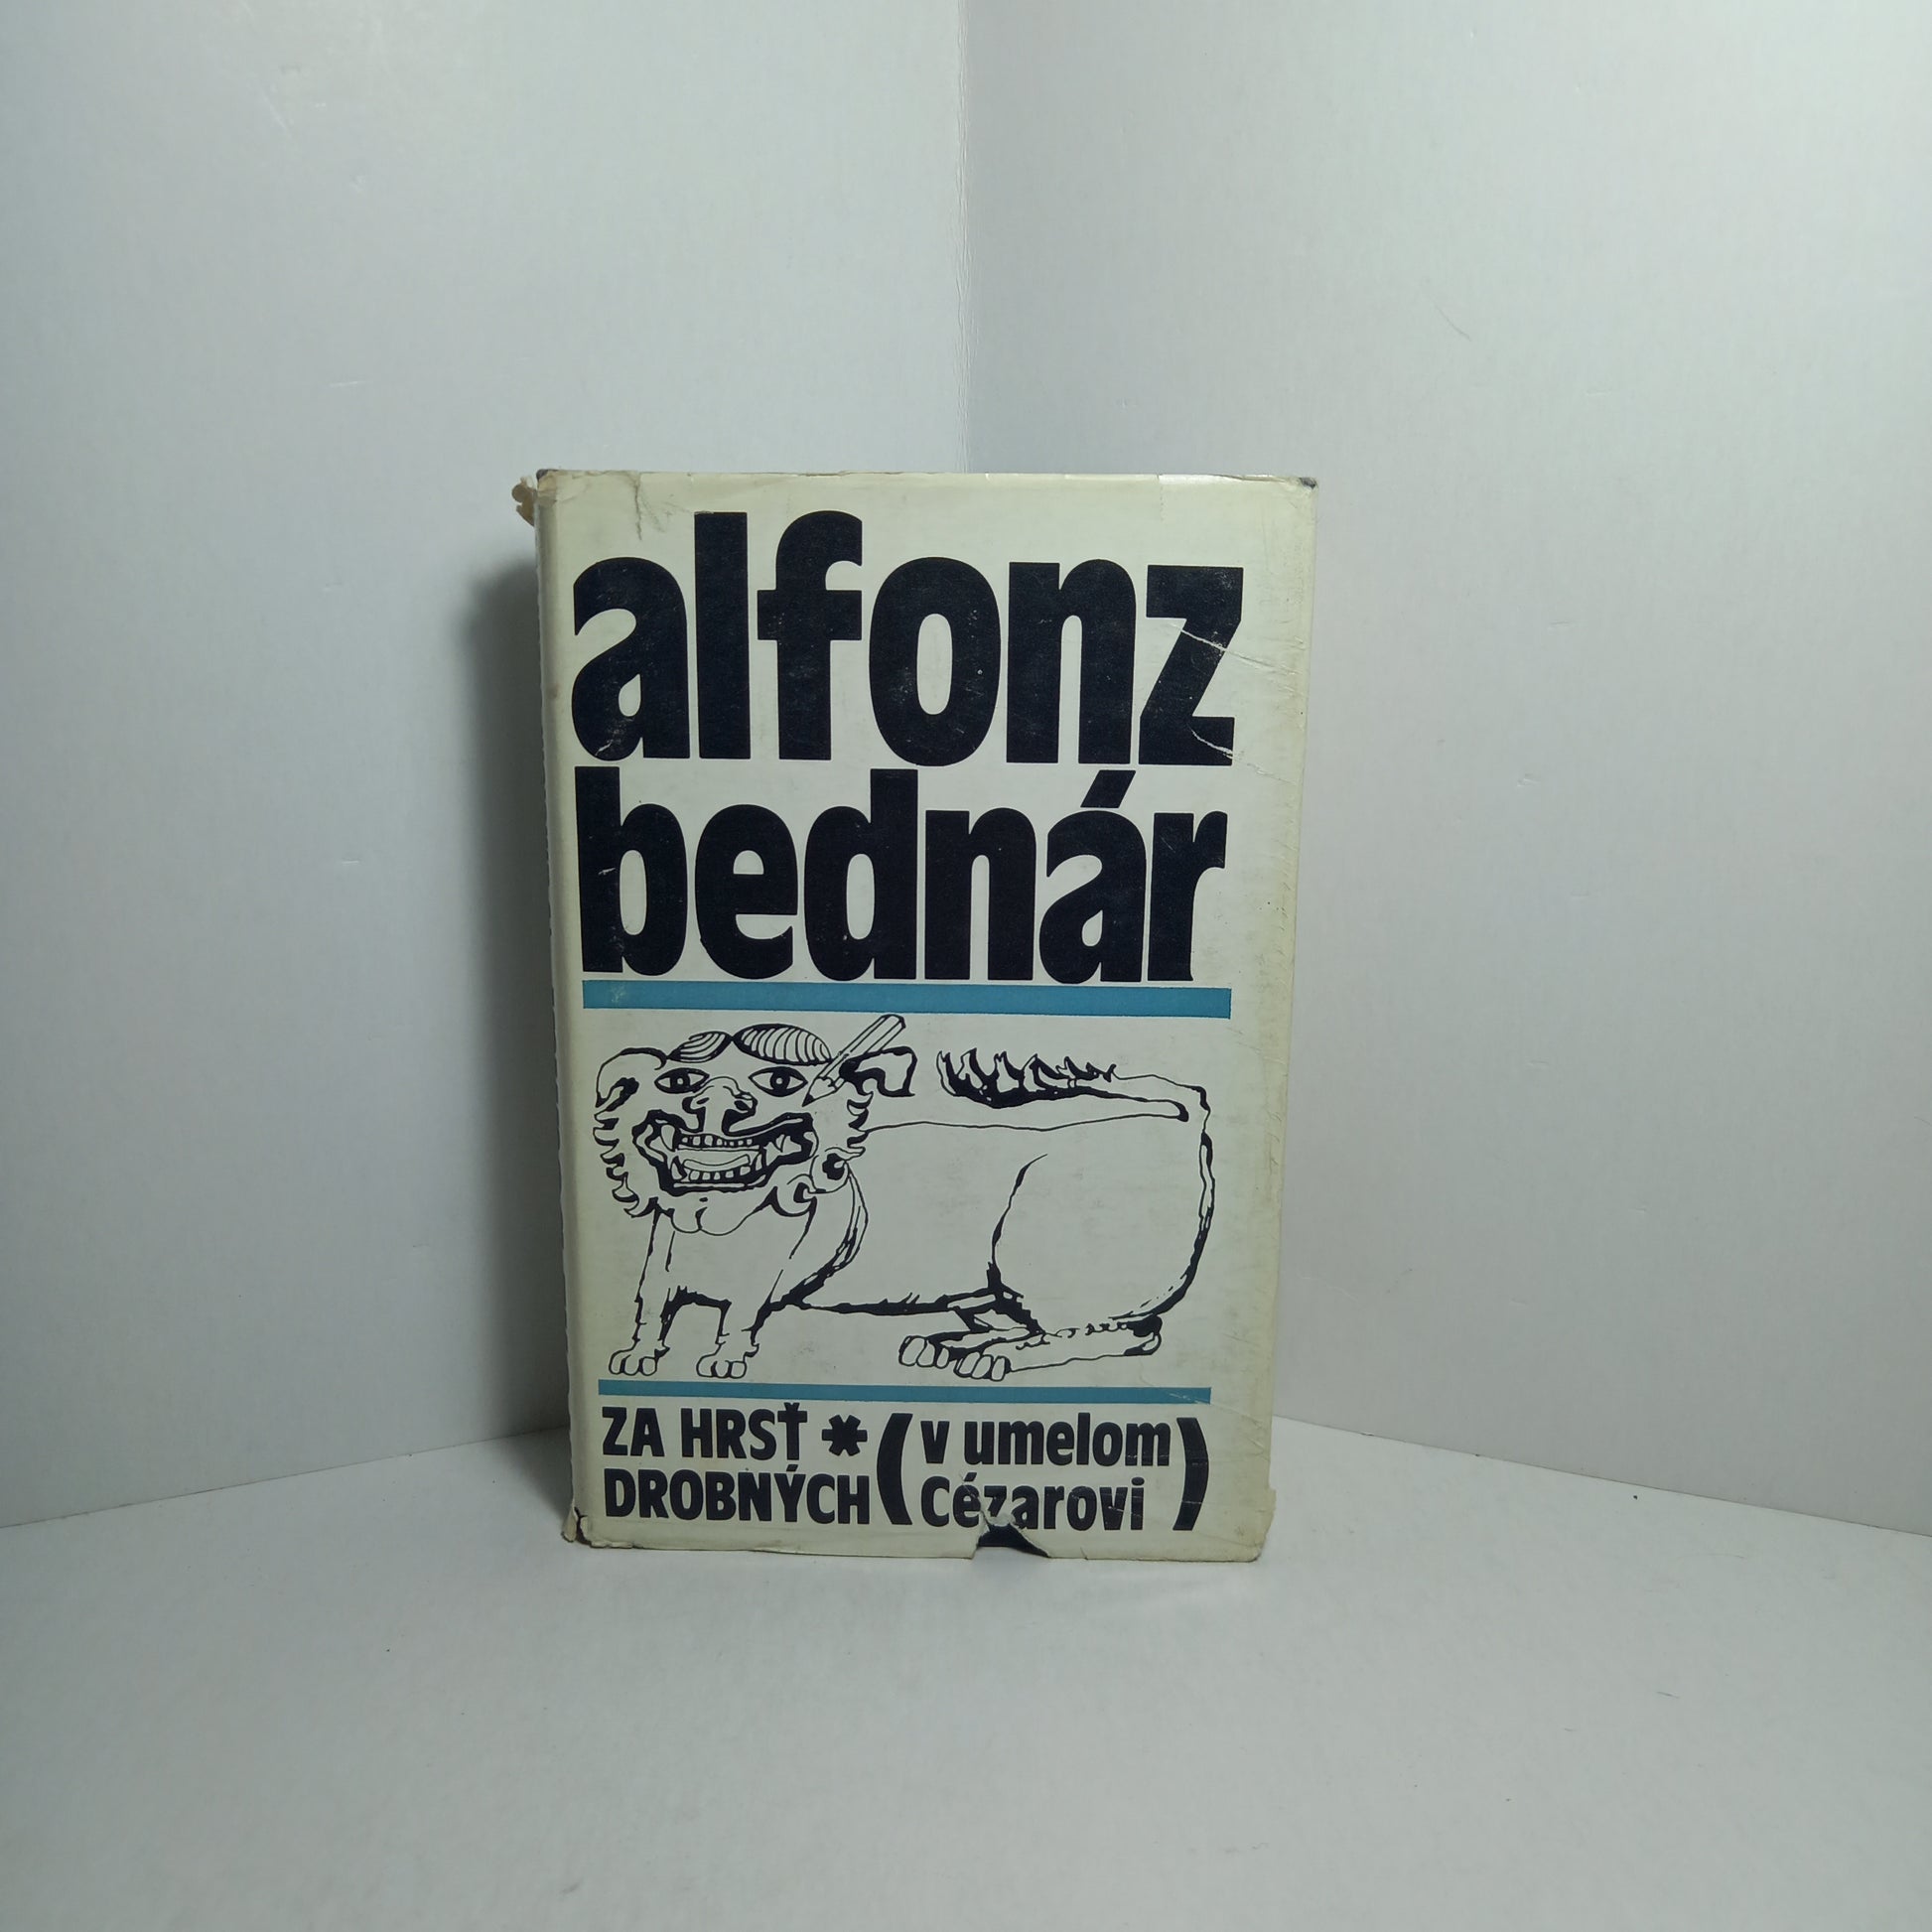 alfonz
bednár
ZA HRSŤ * (v umelom
DROBNÝCH Cézarovi)